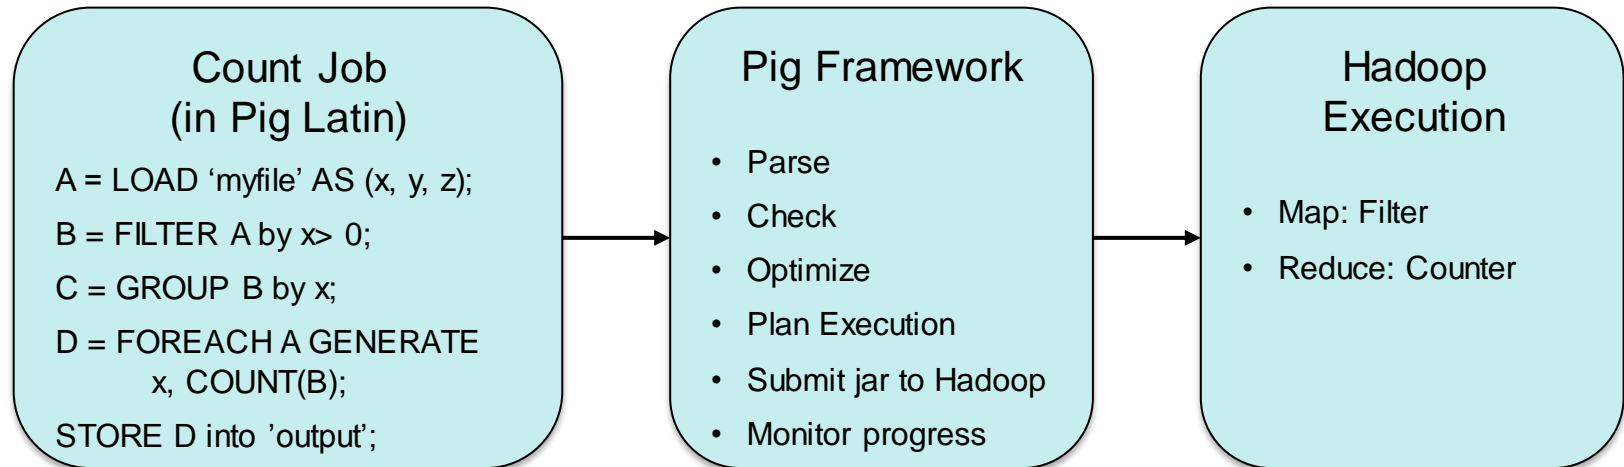 Count Job
(in Pig Latin)
A = LOAD ‘myfile’ AS (x, y, z);
B = FILTER A by x> 0;
C = GROUP B by x;
D = FOREACH A GENERATE
x, COUNT(B);
STORE D into ’output’;
Pig Framework
• Parse
• Check
• Optimize
• Plan Execution
• Submit jar to Hadoop
• Monitor progress
Hadoop
Execution
• Map: Filter
• Reduce: Counter